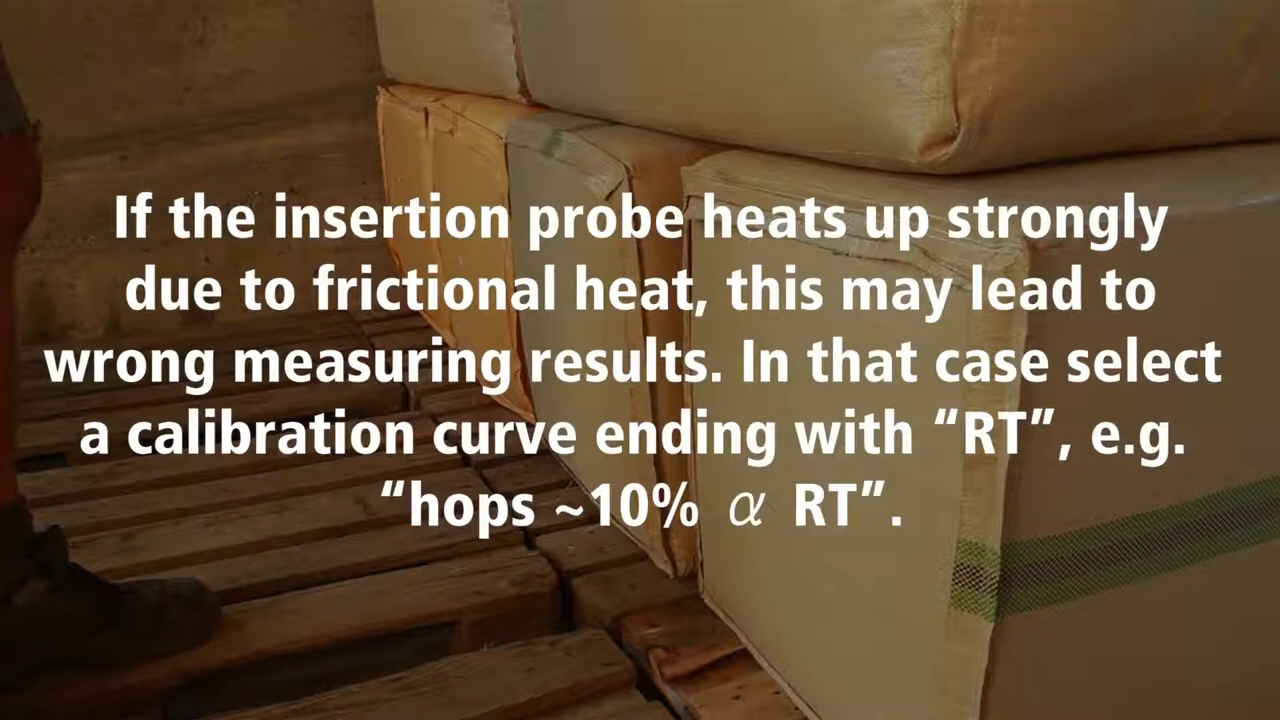 If the insertion probe heats up strongly
due to frictional heat, this may lead to
wrong measuring results. In that case select
a calibration curve ending with “RT”, e.g.
“hops ~10% α RT”.